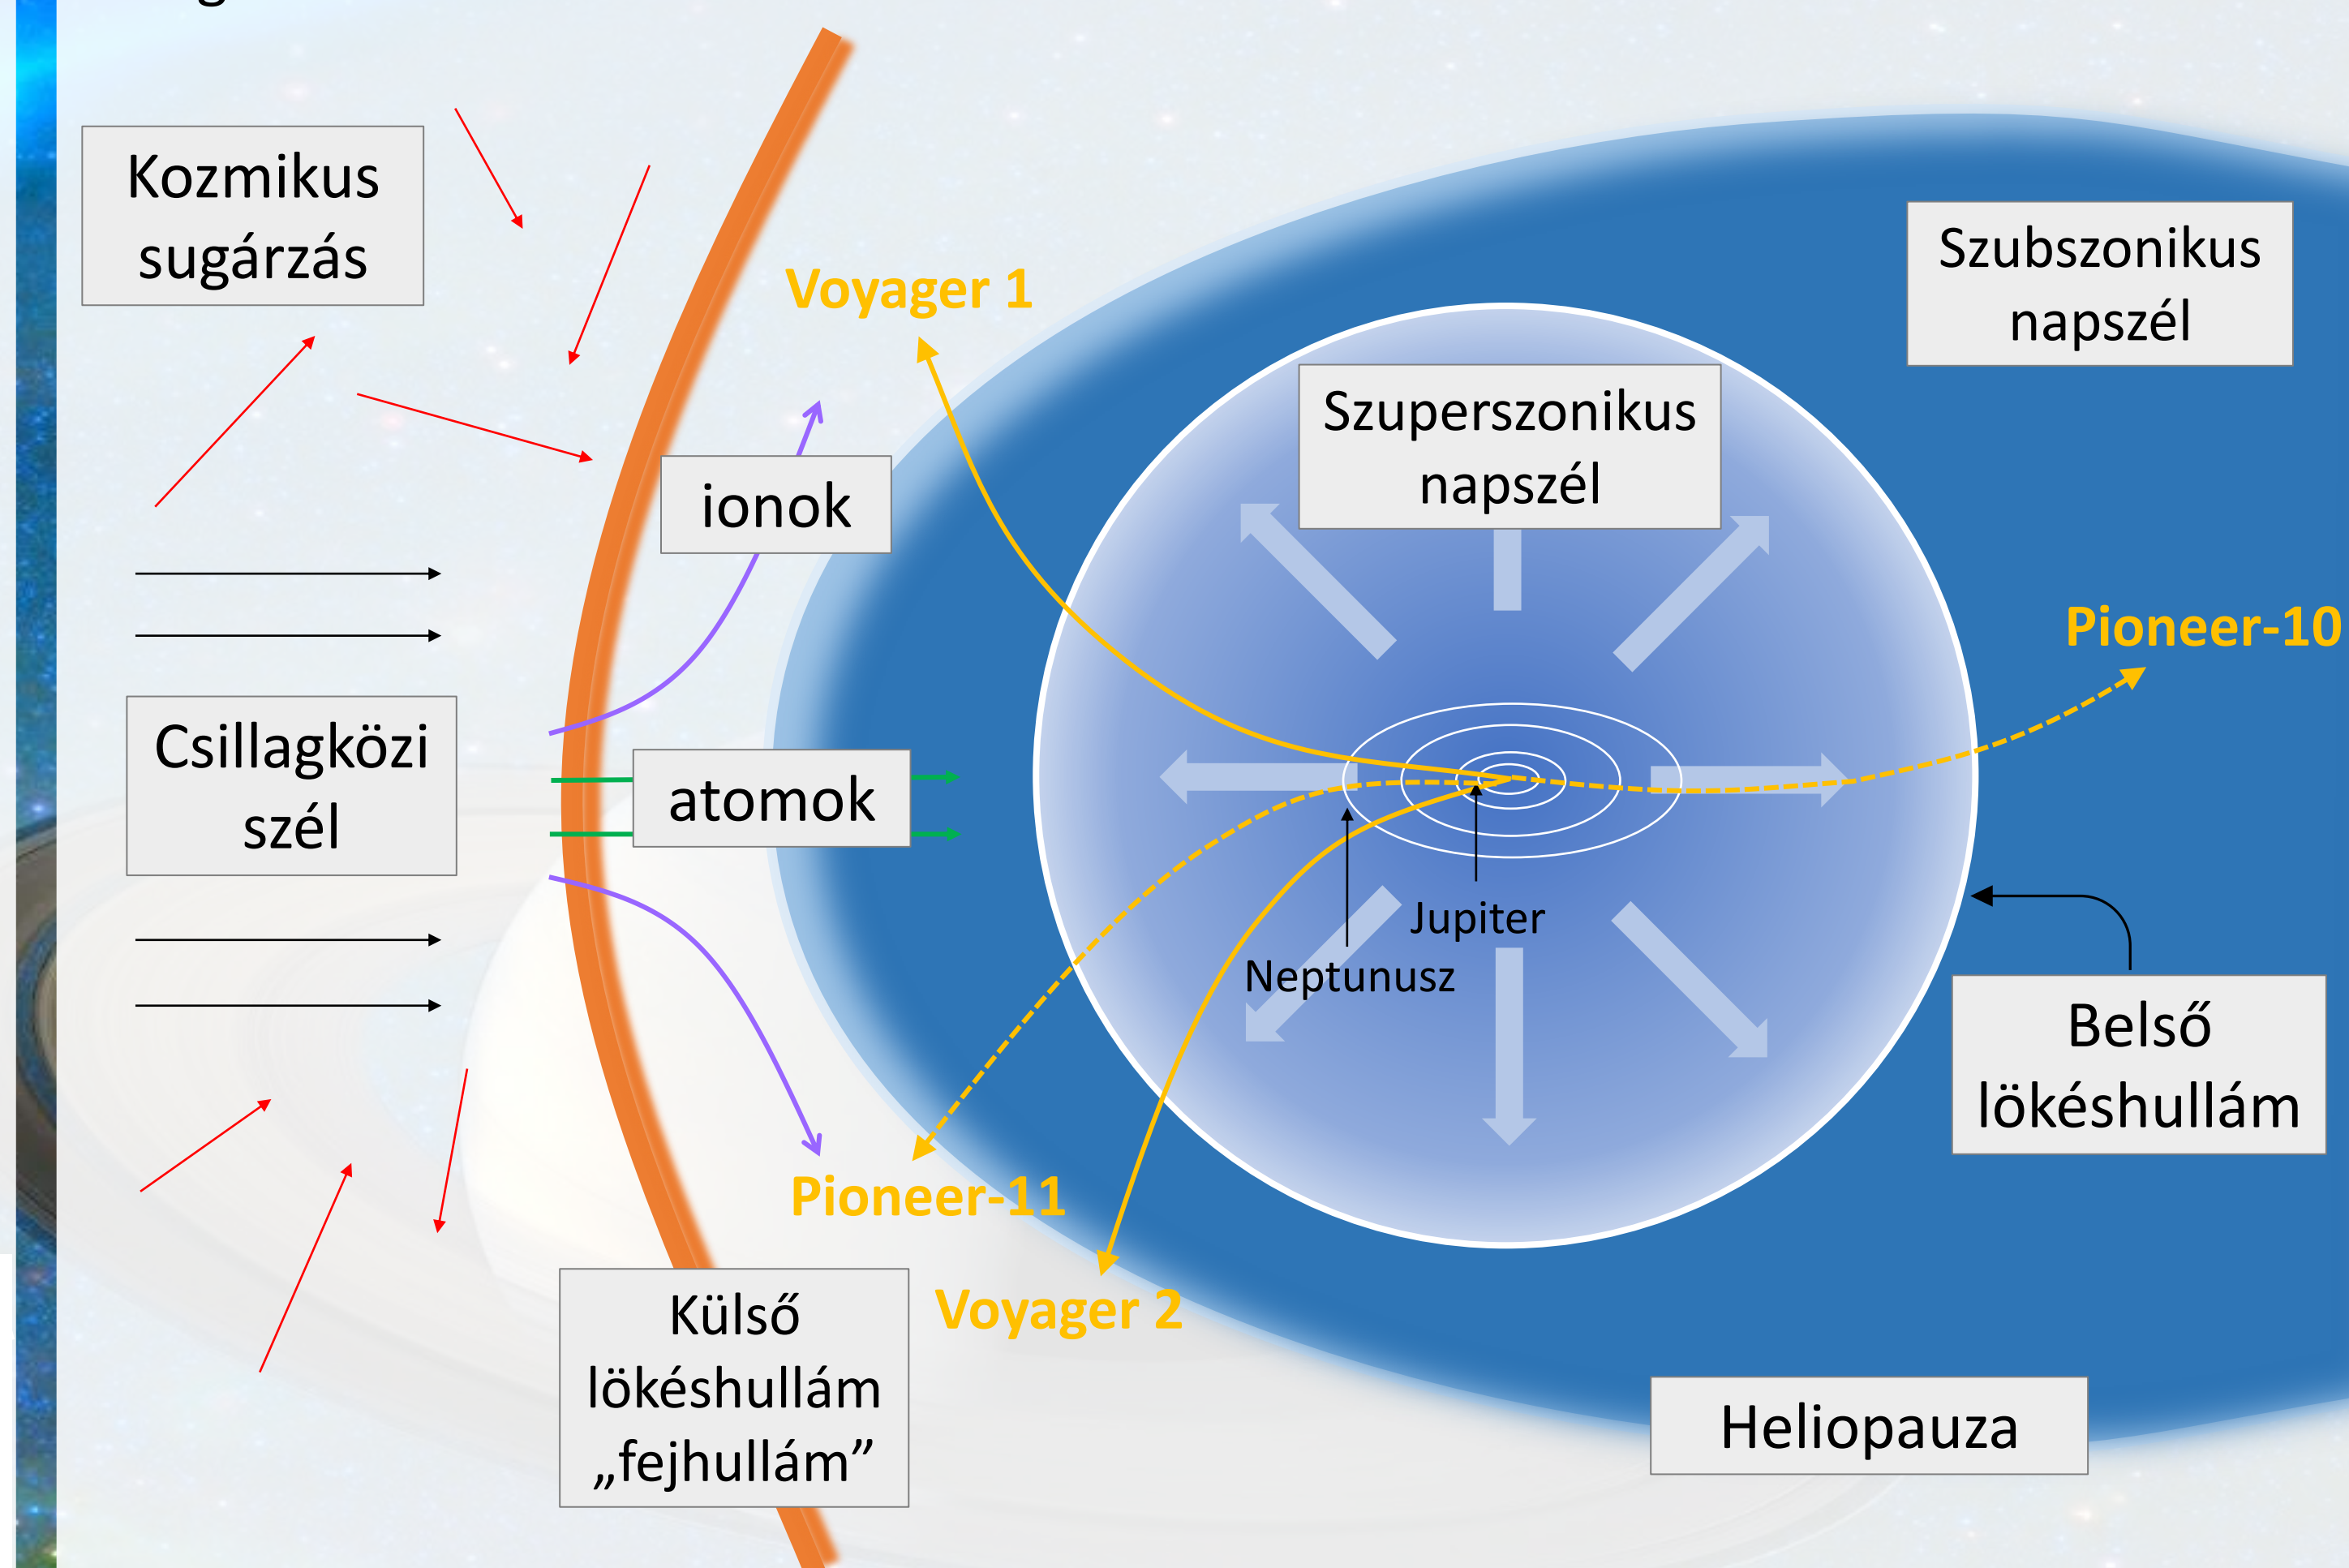 Kozmikus
sugárzás
Voyager 1
Szubszonikus
napszél
Szuperszonikus
napszél
ionok
Pioneer-10
Csillagközi
szél
atomok
Jupiter
Neptunusz
Belső
lökéshullám
Pioneer-11
Voyager 2
Külső
lökéshullám
„fejhullám”
Heliopauza